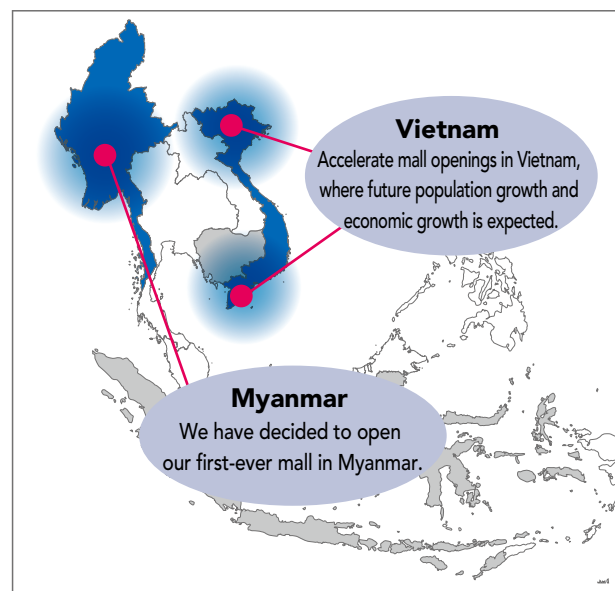 Vietnam
Accelerate mall openings in Vietnam,
where future population growth and
economic growth is expected.
Myanmar
We have decided to open
our first-ever mall in Myanmar.